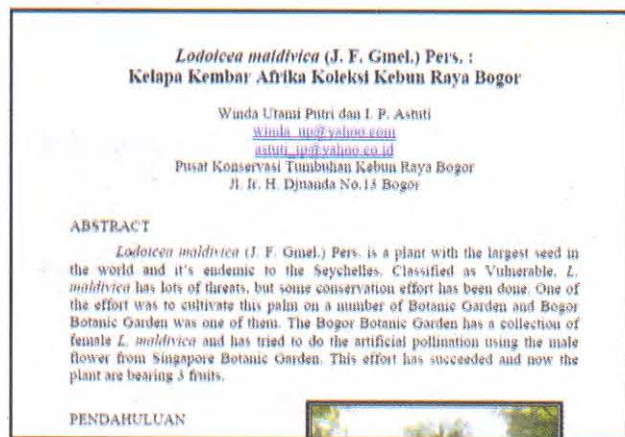 Lodoicea maldivica (J. F. Gmel.) Pers. :
Kelapa Kembar Afrika Koleksi Kebun Raya Bogor
Winda Utami Putri dan I. P. Astuti
winda_up@yahoo.com
astuti_ip@yahoo.co.id
Pusat Konservasi Tumbuhan Kebun Raya Bogor
Jl. Ir. H. Djuanda No.13 Bogor
ABSTRACT
Lodoicea maldivica (J. F. Gmel.) Pers. is a plant with the largest seed in
the world and it's endemic to the Seychelles. Classified as Vulnerable, L.
maldivica has lots of threats, but some conservation effort has been done. One of
the effort was to cultivate this palm on a number of Botanic Garden and Bogor
Botanic Garden was one of them. The Bogor Botanic Garden has a collection of
female L. maldivica and has tried to do the artificial pollination using the male
flower from Singapore Botanic Garden. This effort has succeeded and now the
plant are bearing 3 fruits.
PENDAHULUAN